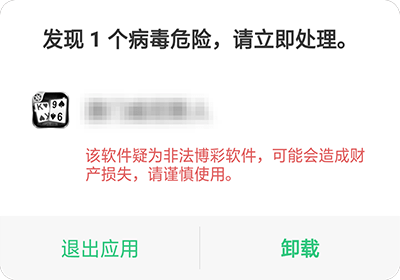 发现 1 个病毒危险，请立即处理。
K 9
K 9 6
该软件疑为非法博彩软件，可能会造成财
产损失，请谨慎使用。
退出应用
卸载